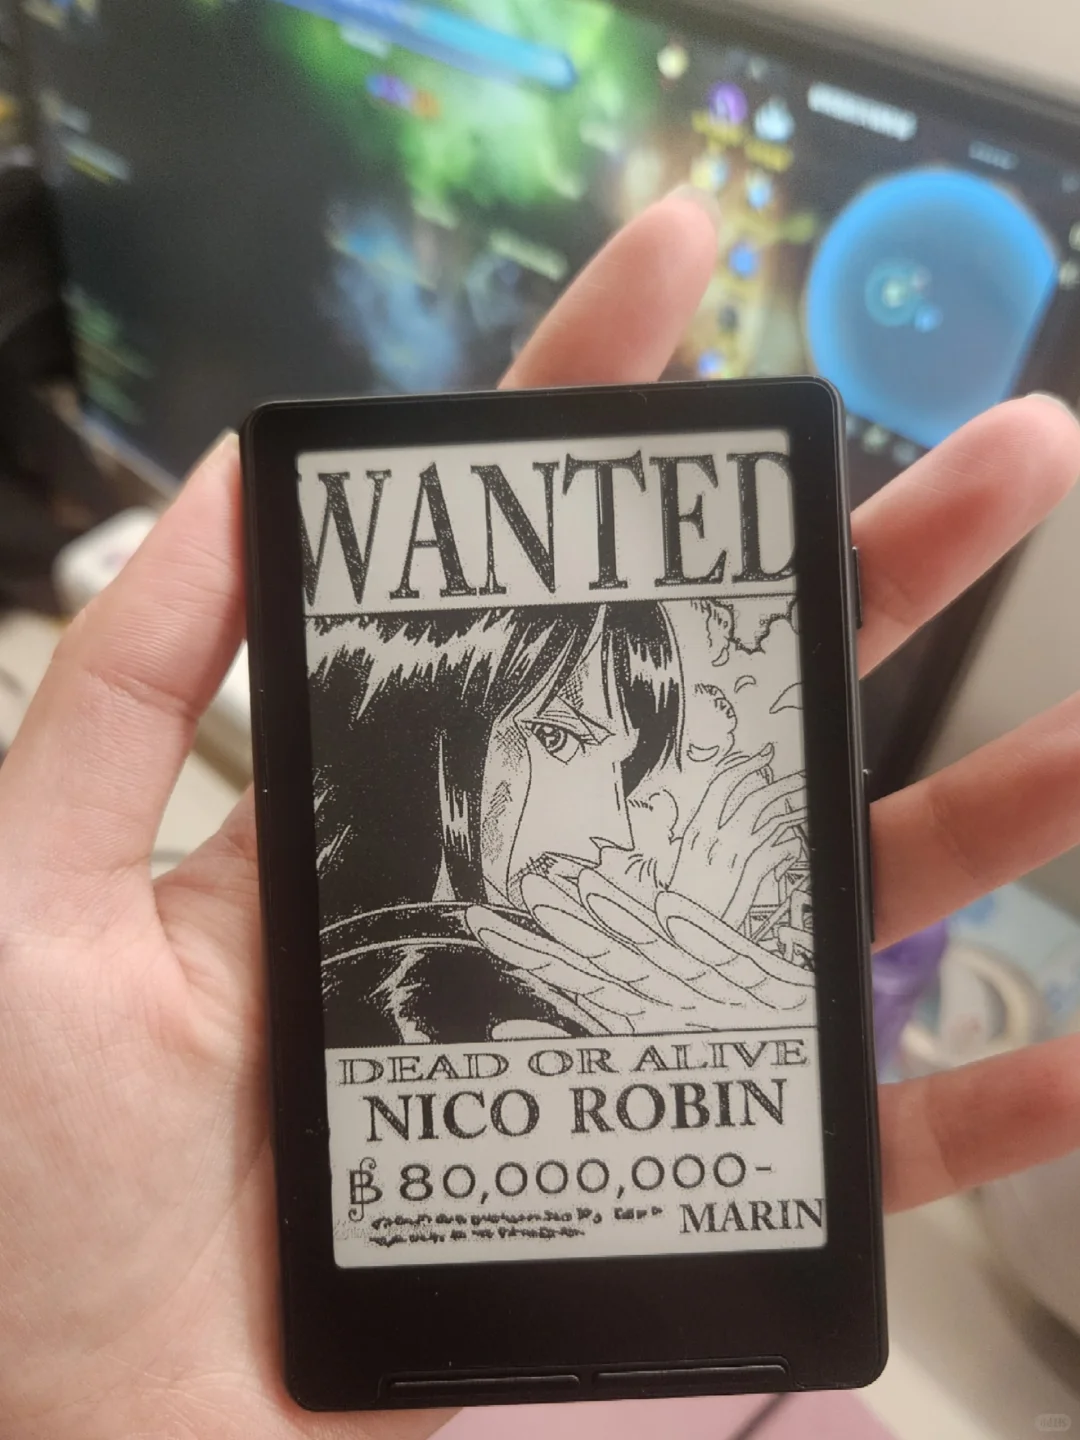 WANTED
DEAD OR ALIVE
NICO ROBIN
฿80,000,000-
MARIN